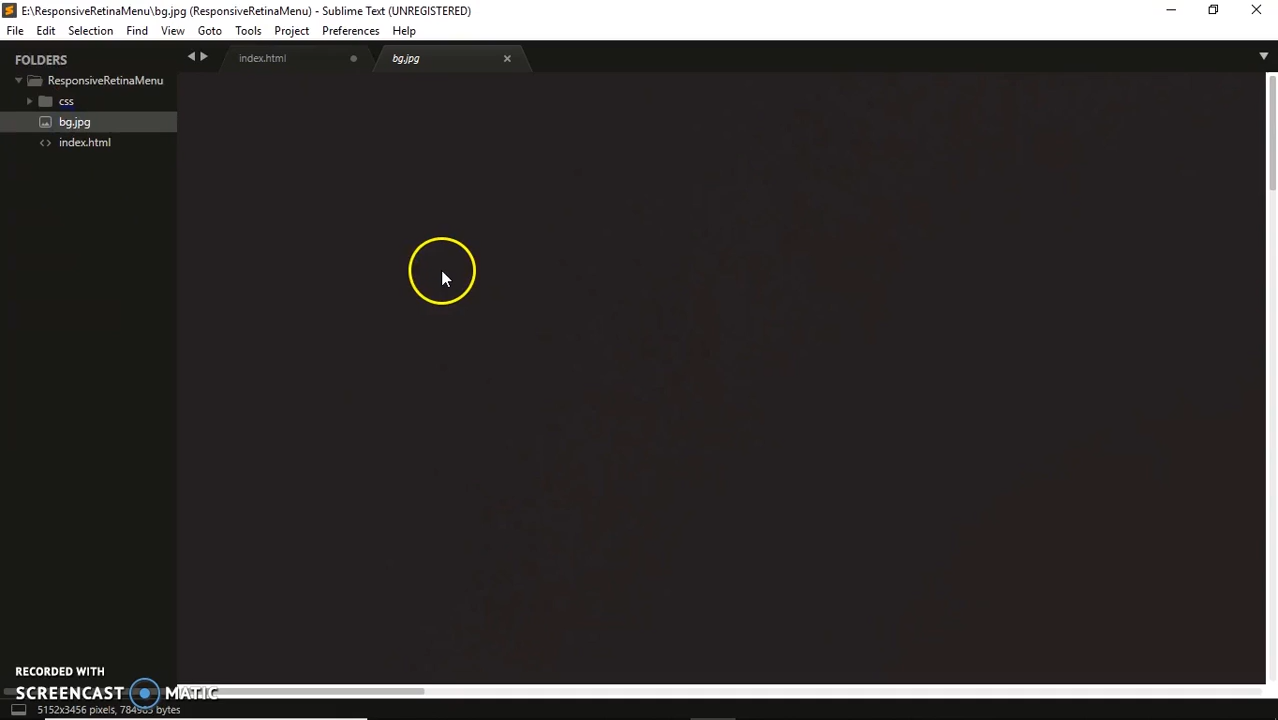 E:\ResponsiveRetinaMenu\bg.jpg (ResponsiveRetinaMenu) - Sublime Text (UNREGISTERED)
File Edit Selection Find View Goto Tools Project Preferences Help
FOLDERS
ResponsiveRetinaMenu
css
bg.jpg
index.html
index.html
bg.jpg
RECORDED WITH
SCREENCAST MATIC
5152x3456 pixels, bytes